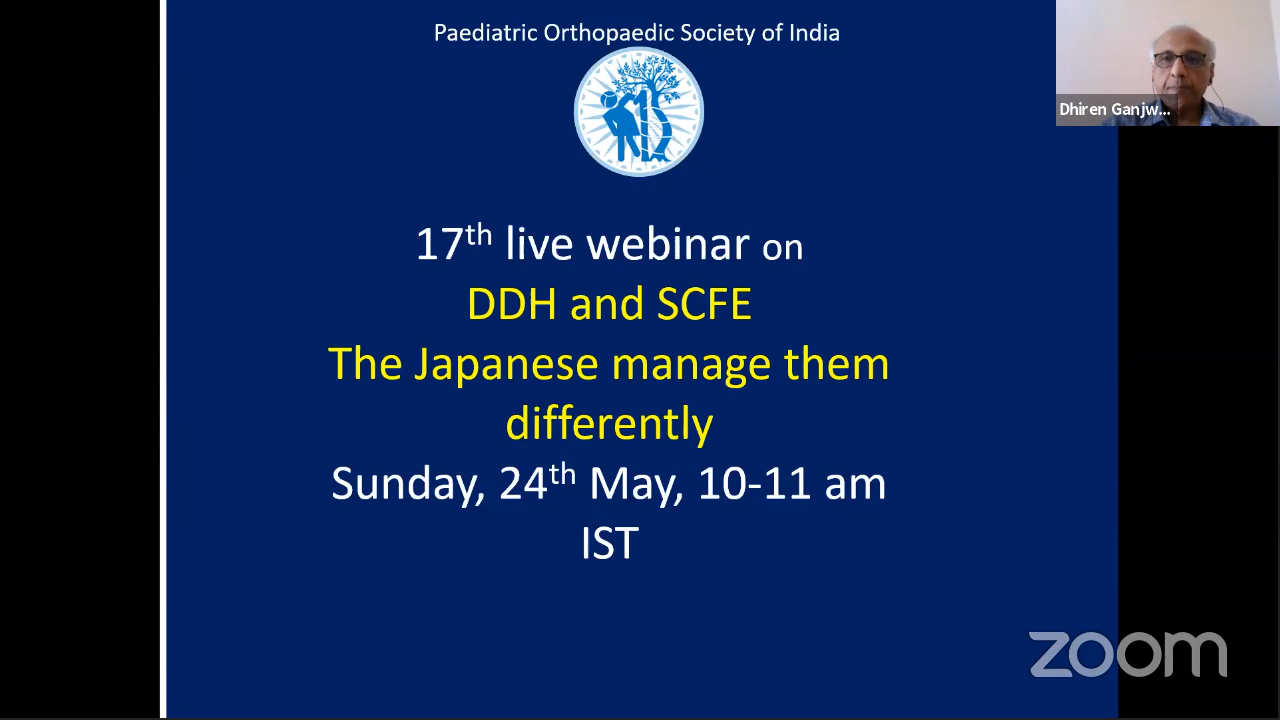 Paediatric Orthopaedic Society of India
Dhiren Ganjw...
17th live webinar on
DDH and SCFE
The Japanese manage them
differently
Sunday, 24th May, 10-11 am
IST
zoom